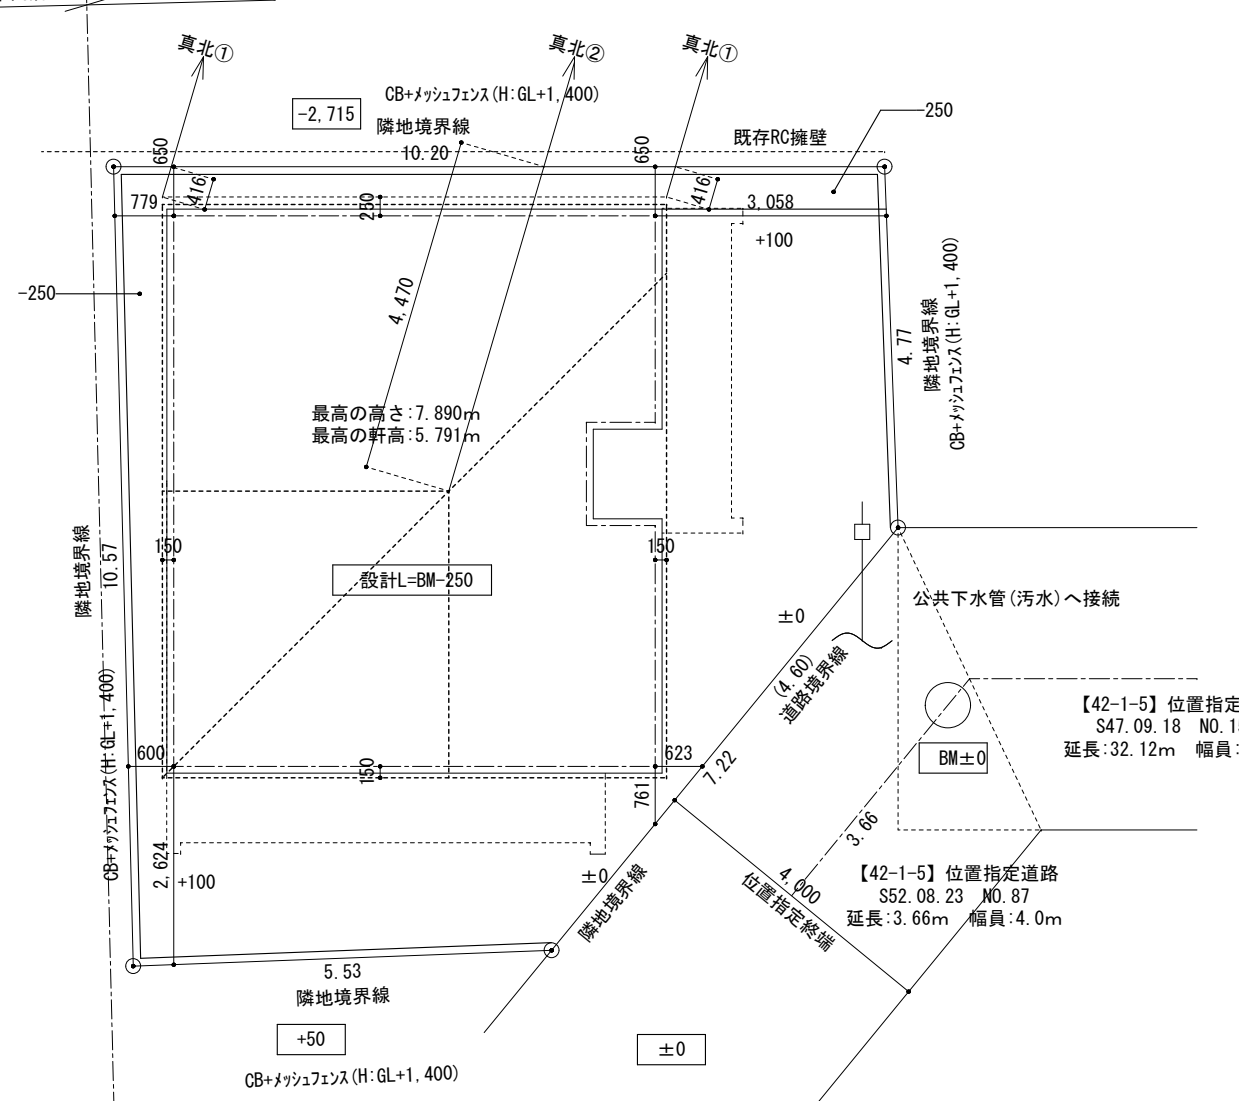 真北①
真北②
真北①
CB+ﾒｯｼｭﾌｪﾝｽ(H:GL+1,400)
-2,715
隣地境界線
10.20
既存RC擁壁
-250
650
650
416
416
779
250
3,058
+100
-250
4,470
4.77
隣地境界線
CB+ﾒｯｼｭﾌｪﾝｽ(H:GL+1,400)
最高の高さ:7.890m
最高の軒高:5.791m
隣地境界線
10.57
150
150
設計L=BM-250
公共下水管(汚水)へ接続
±0
(4.60)
道路境界線
CB+ﾒｯｼｭﾌｪﾝｽ(H:GL+1,400)
【42-1-5】位置指定
S47.09.18 NO.1
延長:32.12m 幅員:
BM±0
600
150
623
7.22
761
3.66
2,624
+100
±0
隣地境界線
4,000
位置指定終端
【42-1-5】位置指定道路
S52.08.23 NO.87
延長:3.66m 幅員:4.0m
5.53
隣地境界線
+50
±0
CB+ﾒｯｼｭﾌｪﾝｽ(H:GL+1,400)